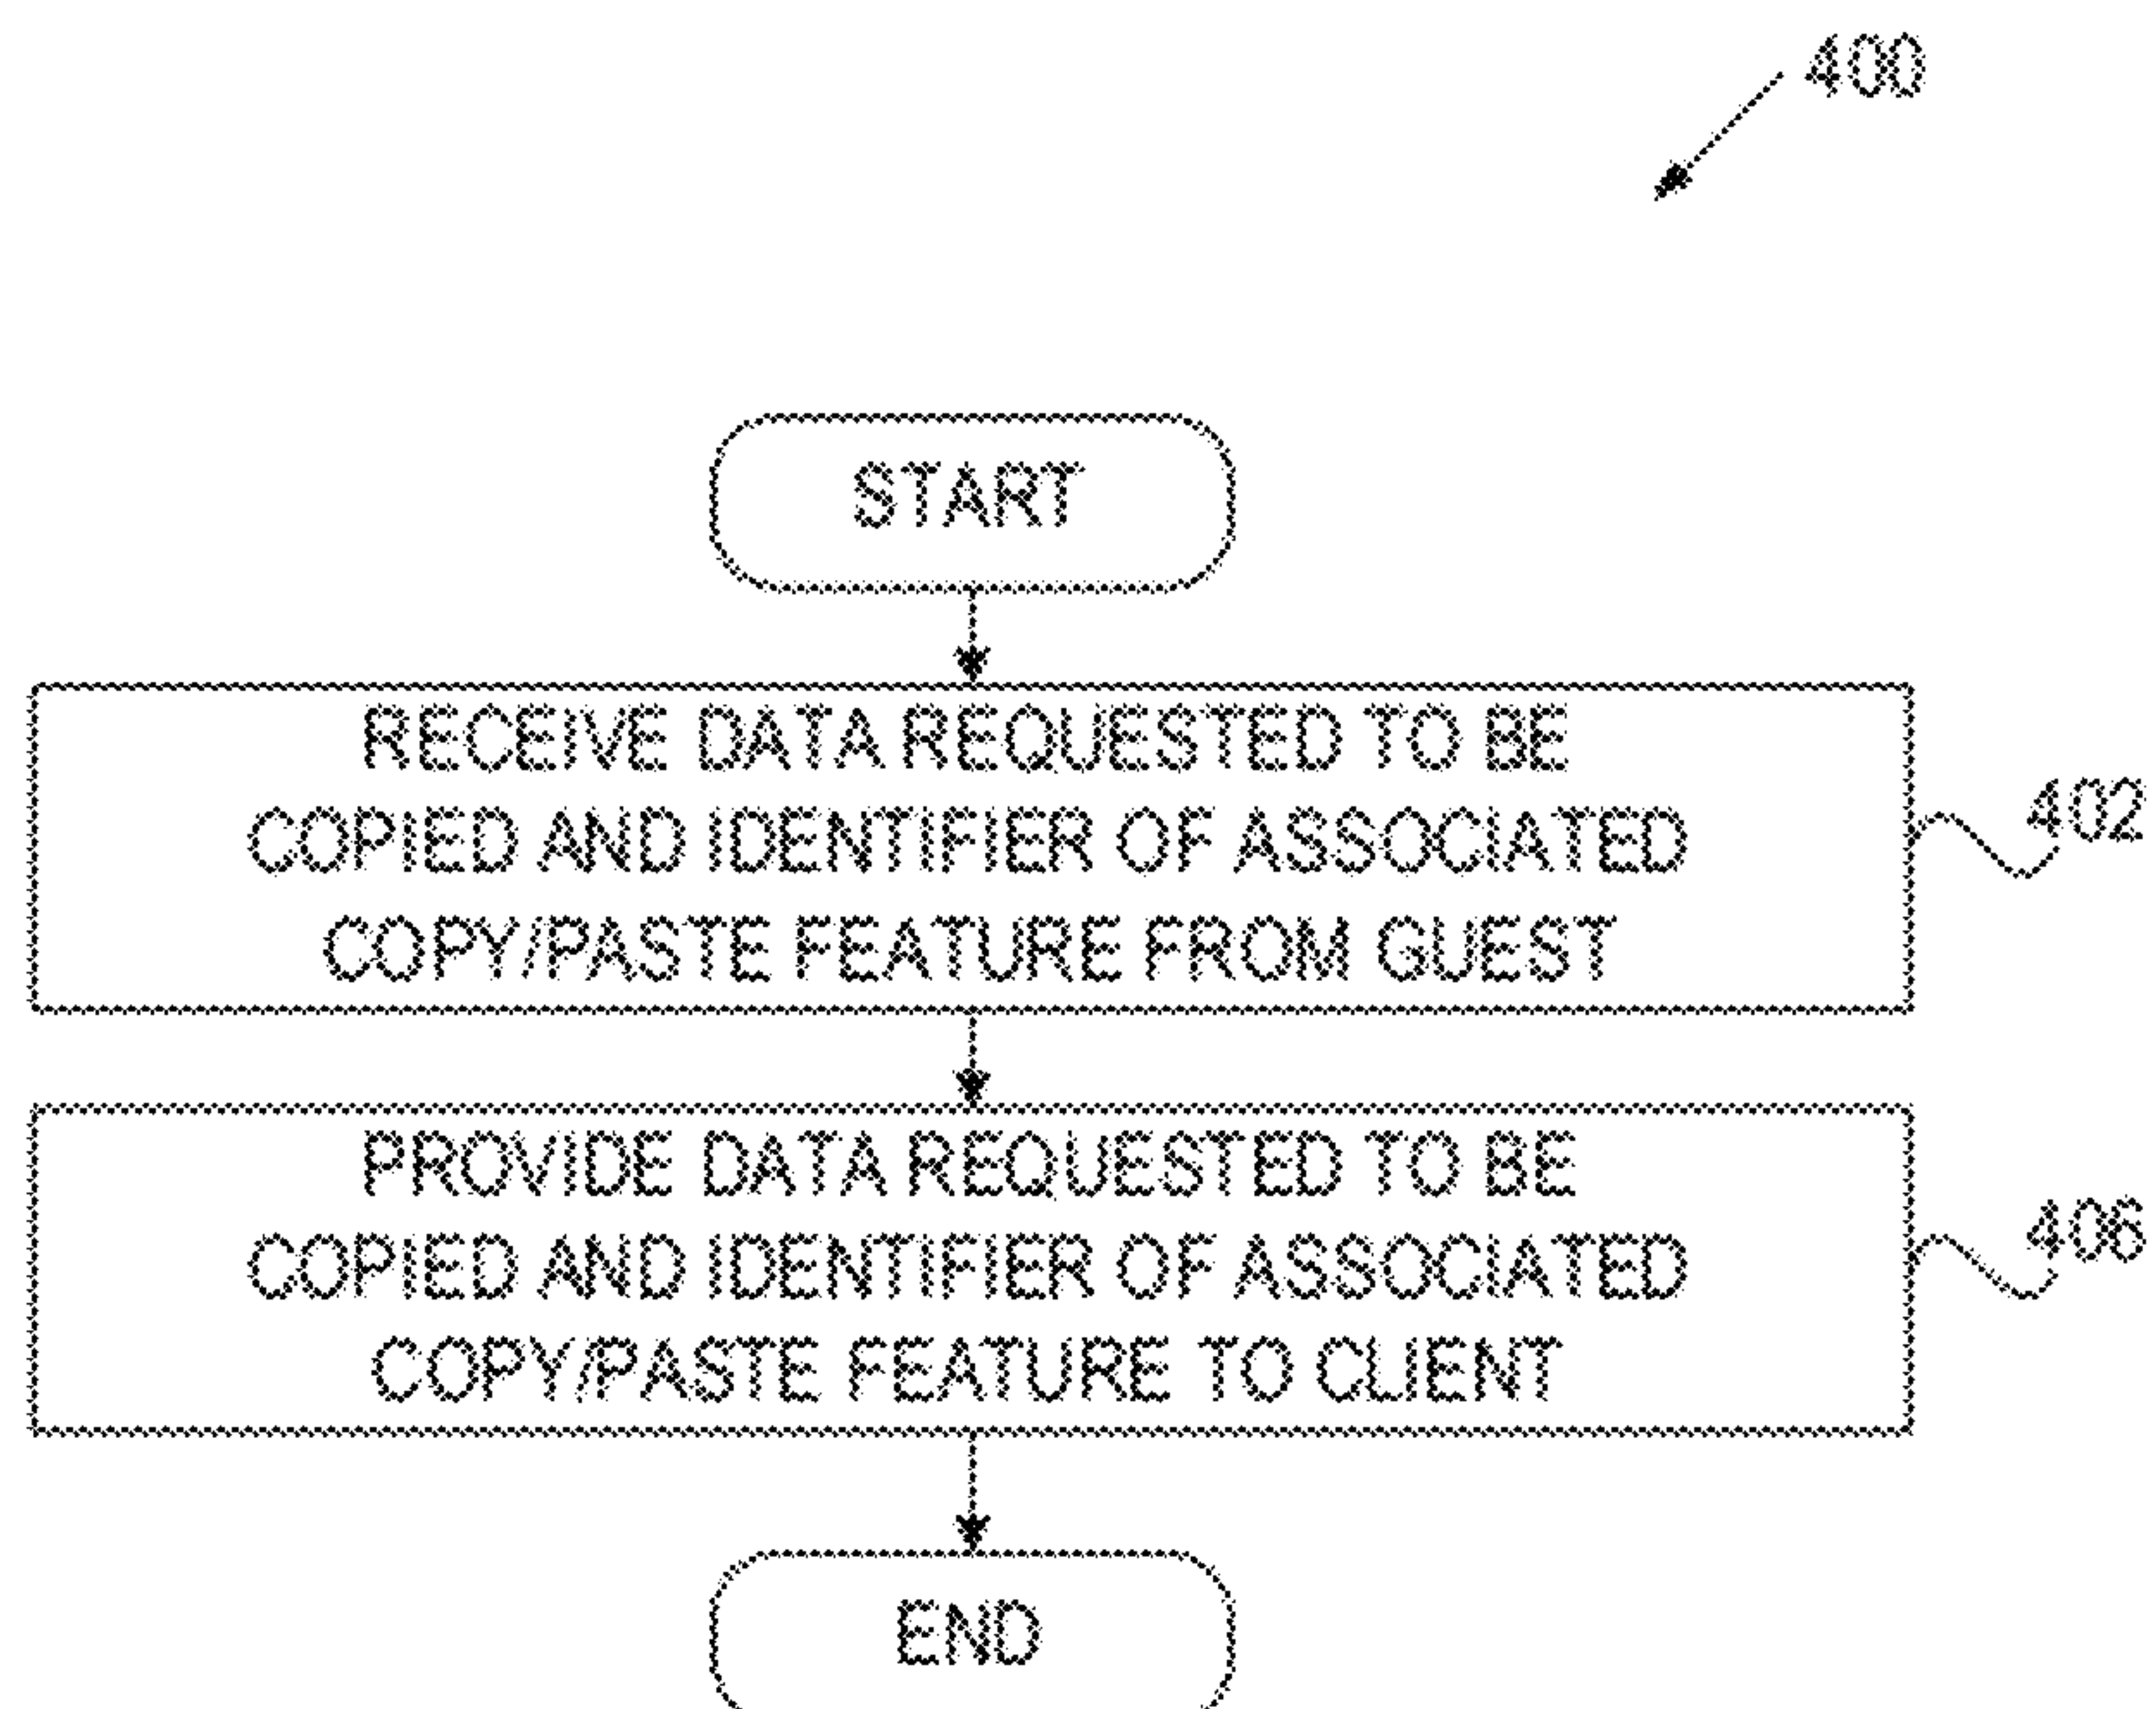 400
START
RECEIVE DATA REQUESTED TO BE
COPIED AND IDENTIFIER OF ASSOCIATED
COPY/PASTE FEATURE FROM GUEST
402
PROVIDE DATA REQUESTED TO BE
COPIED AND IDENTIFIER OF ASSOCIATED
COPY/PASTE FEATURE TO CLIENT
406
END